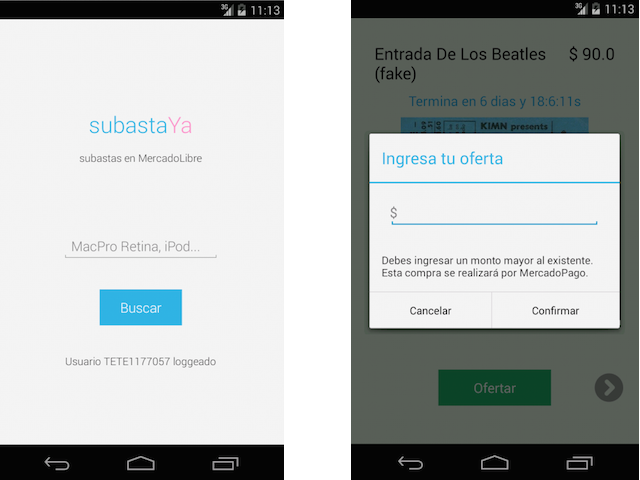 3G 11:13
subastaYa
subastas en MercadoLibre
MacPro Retina, iPod...
Buscar
Usuario TETE1177057 loggeado
3G 11:13
Entrada De Los Beatles $ 90.0
(fake)
Termina en 6 dias y 18:6:11s
KIMN presents
Ingresa tu oferta
$
Debes ingresar un monto mayor al existente.
Esta compra se realizará por MercadoPago.
Cancelar Confirmar
Ofertar